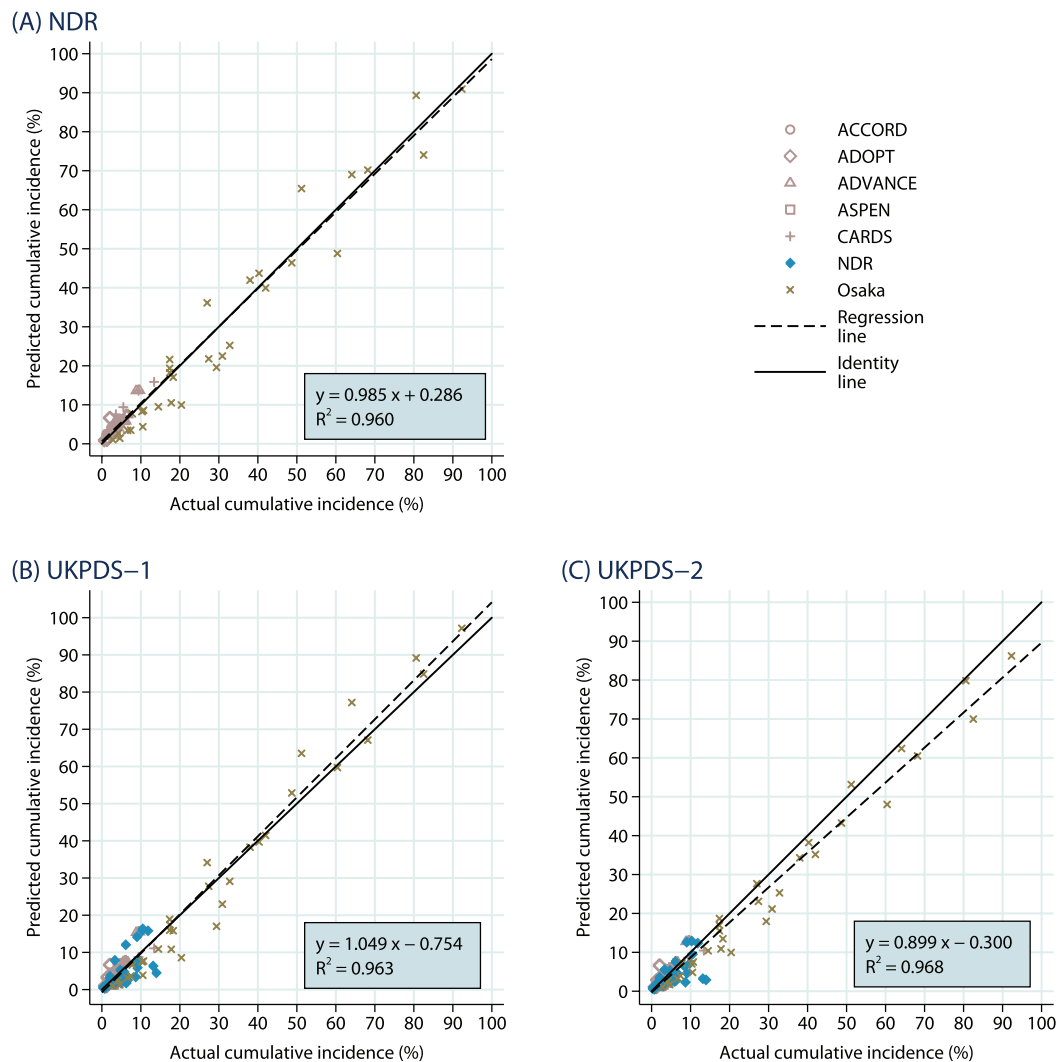 (A) NDR
Predicted cumulative incidence (%)
100
90
80
70
60
50
40
30
20
10
0
y = 0.985 x + 0.286
R² = 0.960
0 10 20 30 40 50 60 70 80 90 100
Actual cumulative incidence (%)
ACCORD
ADOPT
ADVANCE
ASPEN
CARDS
NDR
Osaka
Regression
line
Identity
line
(B) UKPDS−1
Predicted cumulative incidence (%)
100
90
80
70
60
50
40
30
20
10
0
y = 1.049 x − 0.754
R² = 0.963
0 10 20 30 40 50 60 70 80 90 100
Actual cumulative incidence (%)
(C) UKPDS−2
Predicted cumulative incidence (%)
100
90
80
70
60
50
40
30
20
10
0
y = 0.899 x − 0.300
R² = 0.968
0 10 20 30 40 50 60 70 80 90 100
Actual cumulative incidence (%)